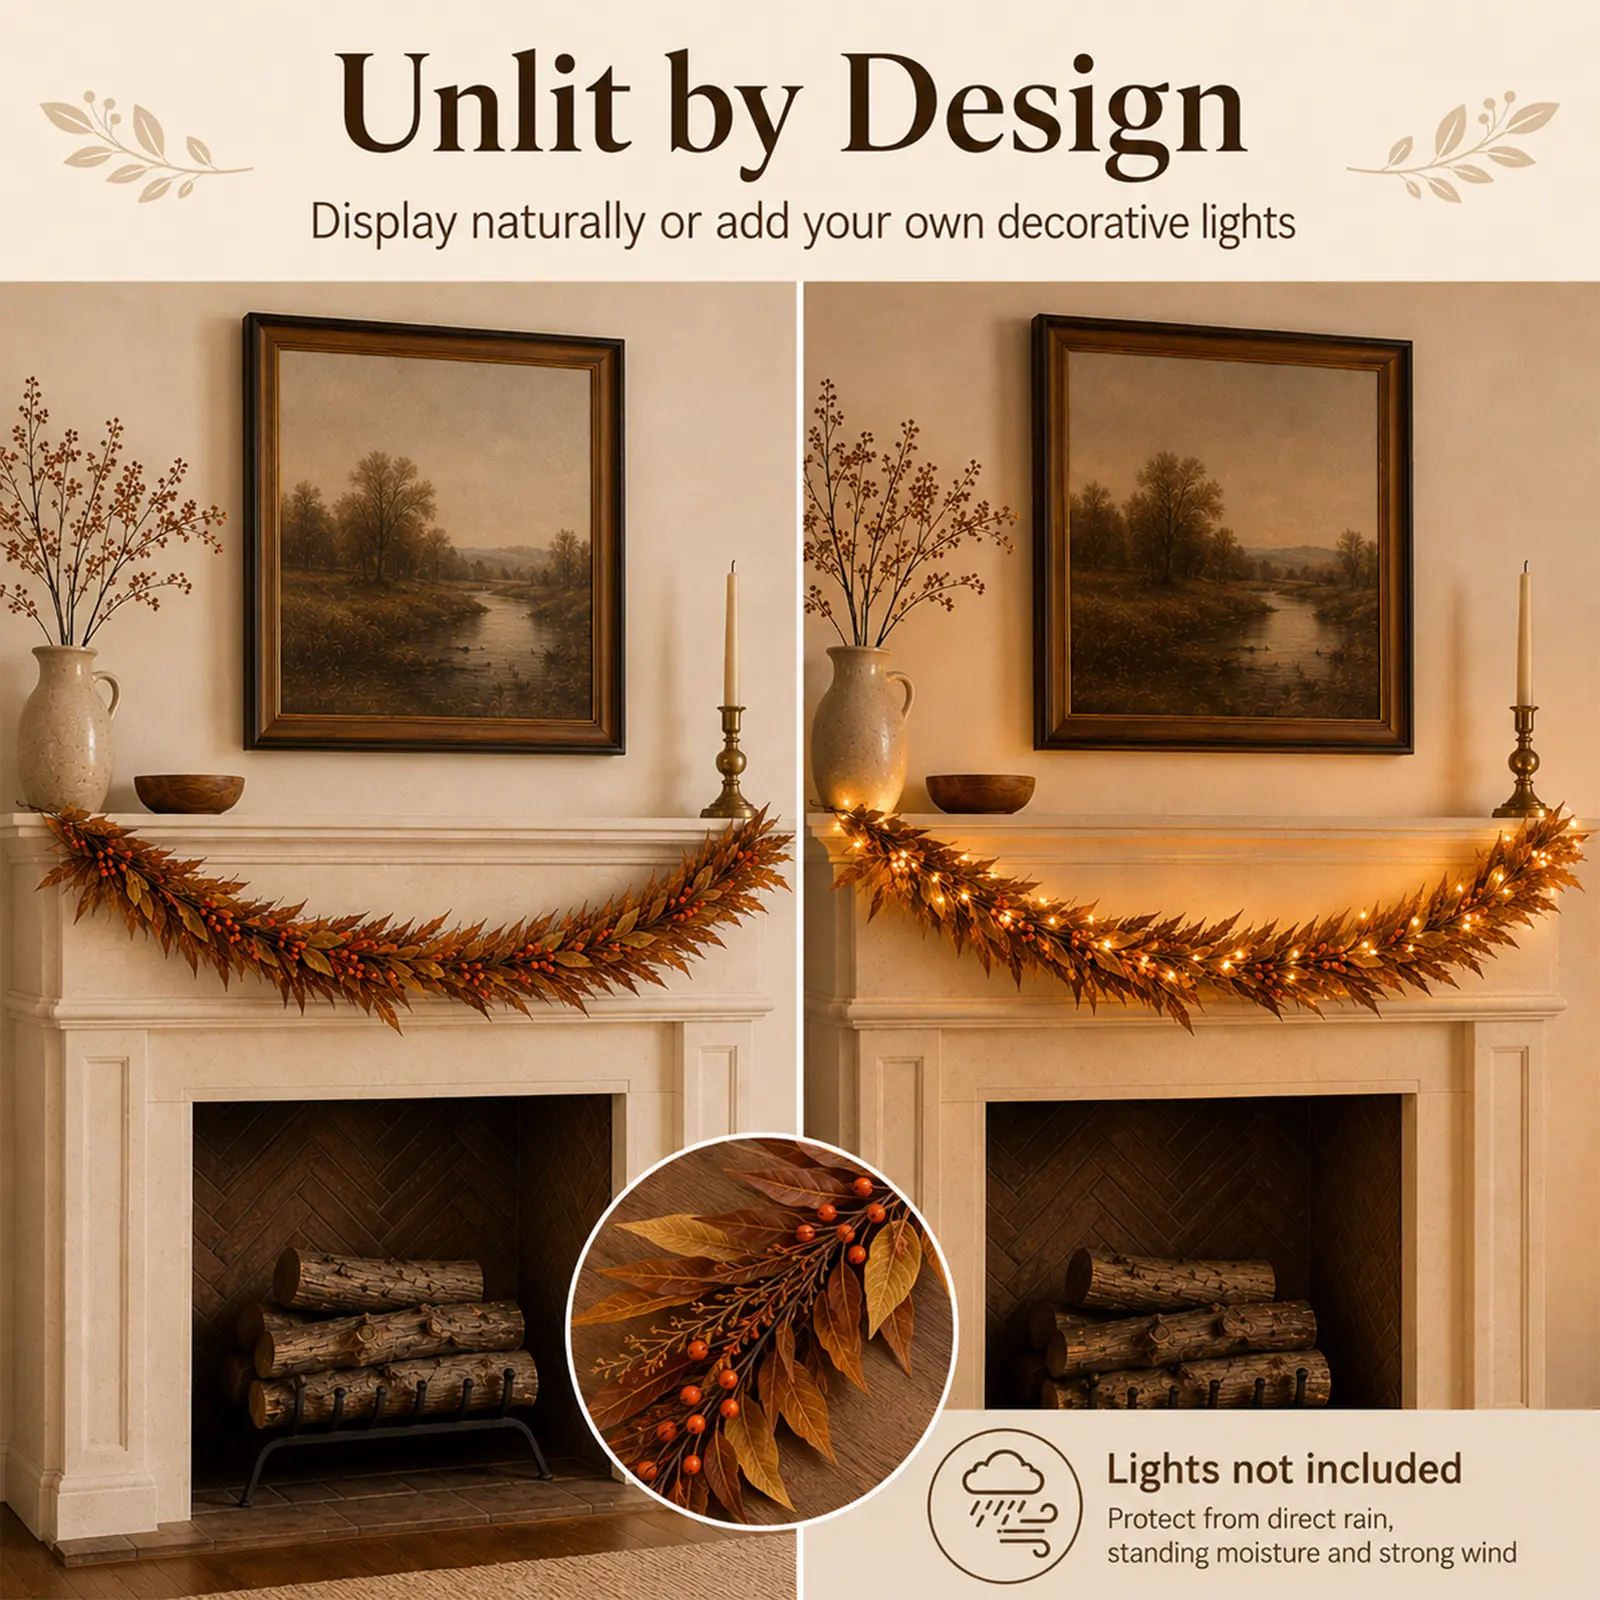 Unlit by Design
Display naturally or add your own decorative lights
Lights not included
Protect from direct rain,
standing moisture and strong wind